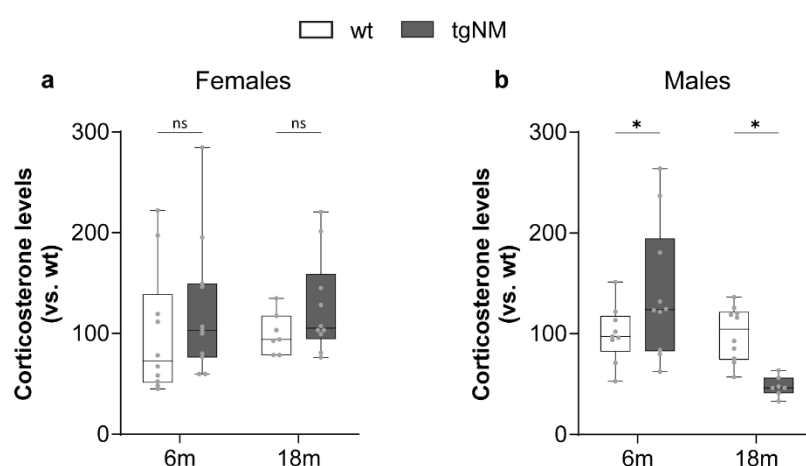 wt tgNM
a Females
ns ns
Corticosterone levels
(vs. wt)
300
200
100
0
6m 18m
b Males
* *
Corticosterone levels
(vs. wt)
300
200
100
0
6m 18m